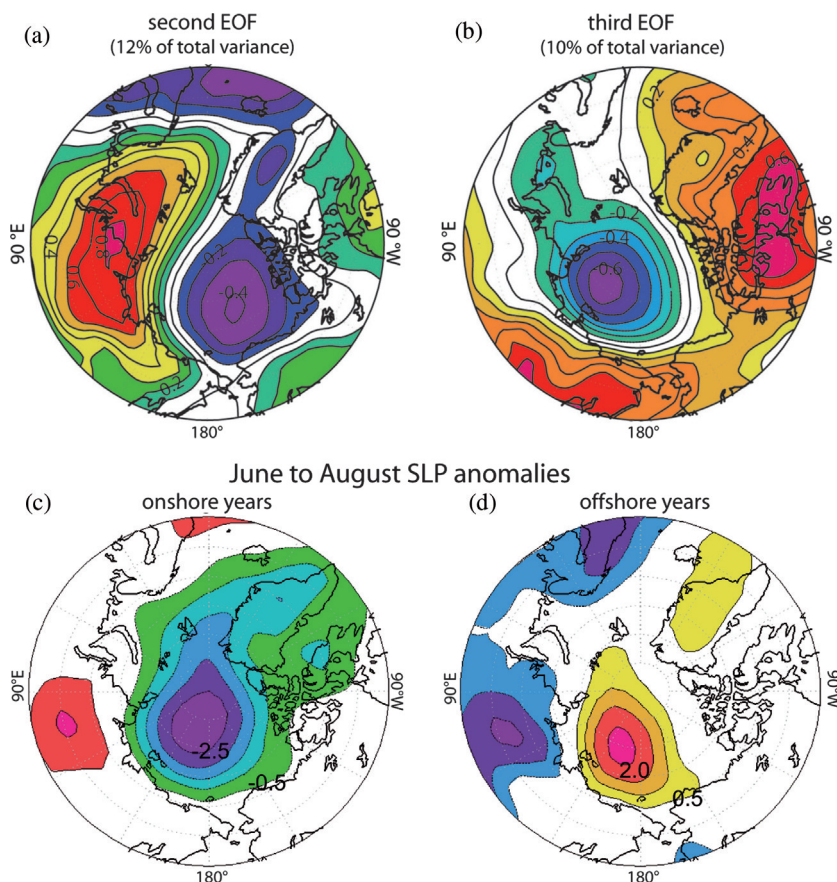 (a)
second EOF
(12% of total variance)
(b)
third EOF
(10% of total variance)
0.4
0.8
0.2
-0.4
0.2
90 °E
90 °W
180°
0.2
0.4
0.6
-0.2
-0.4
-0.6
90 °E
90 °W
180°
June to August SLP anomalies
(c)
onshore years
(d)
offshore years
90°E
90°W
-2.5
-0.5
180°
90°E
90°W
2.0
0.5
180°